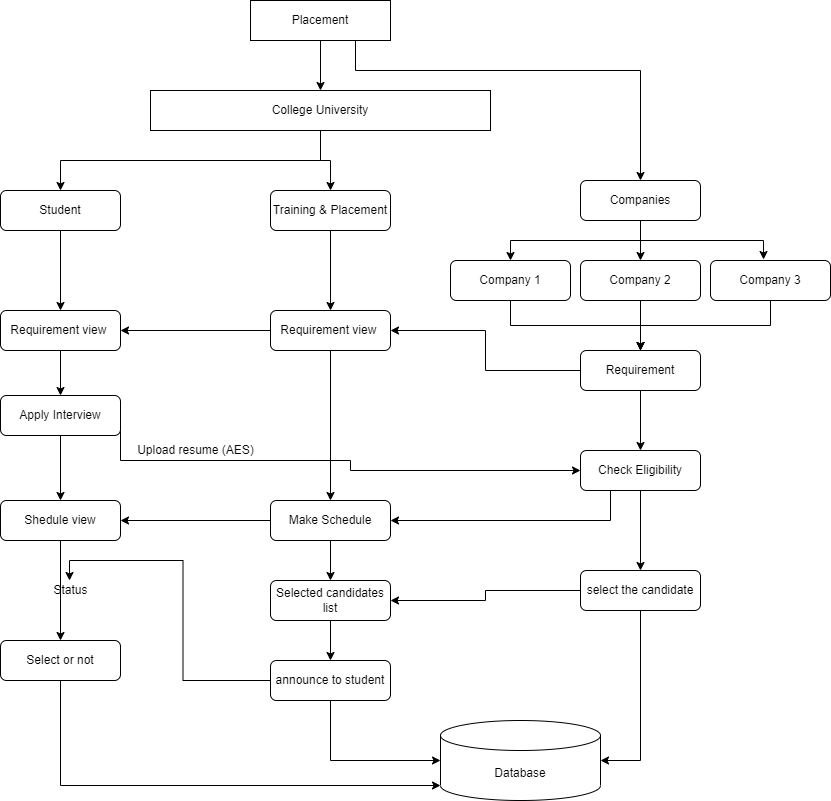 Placement
College University
Student
Training & Placement
Companies
Company 1
Company 2
Company 3
Requirement view
Requirement view
Requirement
Apply Interview
Upload resume (AES)
Check Eligibility
Shedule view
Make Schedule
Status
Selected candidates
list
select the candidate
Select or not
announce to student
Database